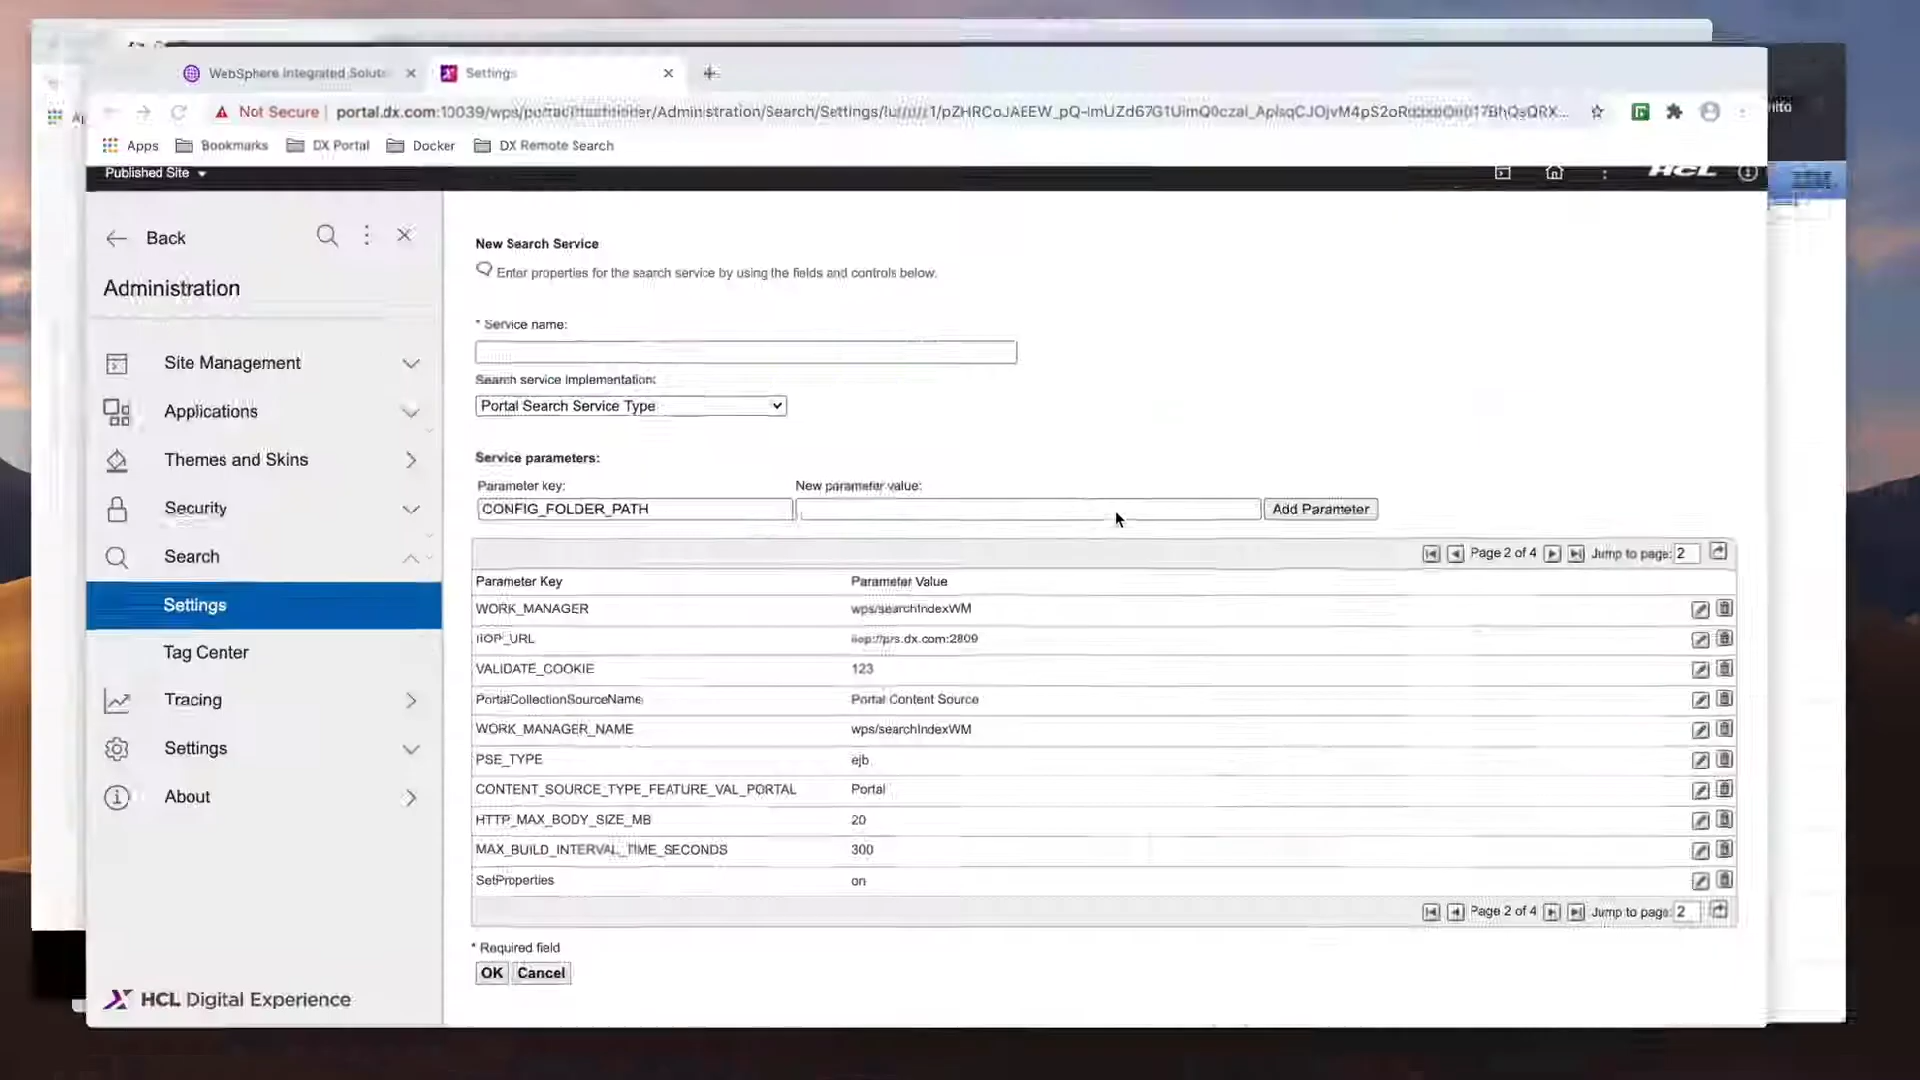 WebSphere Integrated Soluti
Settings
Not Secure
Apps
Bookmarks
DX Portal
Docker
DX Remote Search
Published Site
HCL
Back
Administration
Site Management
Applications
Themes and Skins
Security
Search
Settings
Tag Center
Tracing
Settings
About
HCL Digital Experience
New Search Service
Enter properties for the search service by using the fields and controls below.
* Service name:
Search service implementation:
Portal Search Service Type
Service parameters:
Parameter key: New parameter value:
CONFIG_FOLDER_PATH Add Parameter
Page 2 of 4 Jump to page: 2
Parameter Key Parameter Value
WORK_MANAGER wps/searchIndexWM
IIOP_URL iiop://prs.dx.com:2809
VALIDATE_COOKIE 123
PortalCollectionSourceName Portal Content Source
WORK_MANAGER_NAME wps/searchIndexWM
PSE_TYPE ejb
CONTENT_SOURCE_TYPE_FEATURE_VAL_PORTAL Portal
HTTP_MAX_BODY_SIZE_MB 20
MAX_BUILD_INTERVAL_TIME_SECONDS 300
SetProperties on
Page 2 of 4 Jump to page: 2
* Required field
OK Cancel